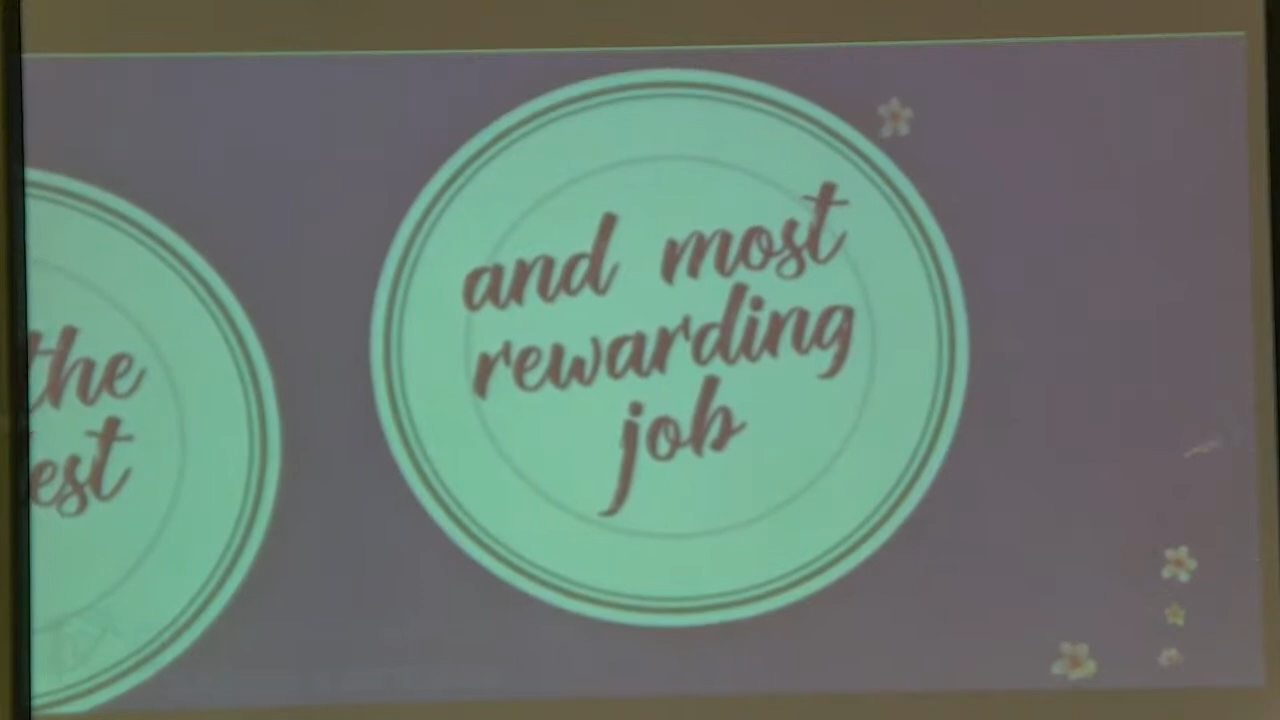 the
and most
rewarding
job